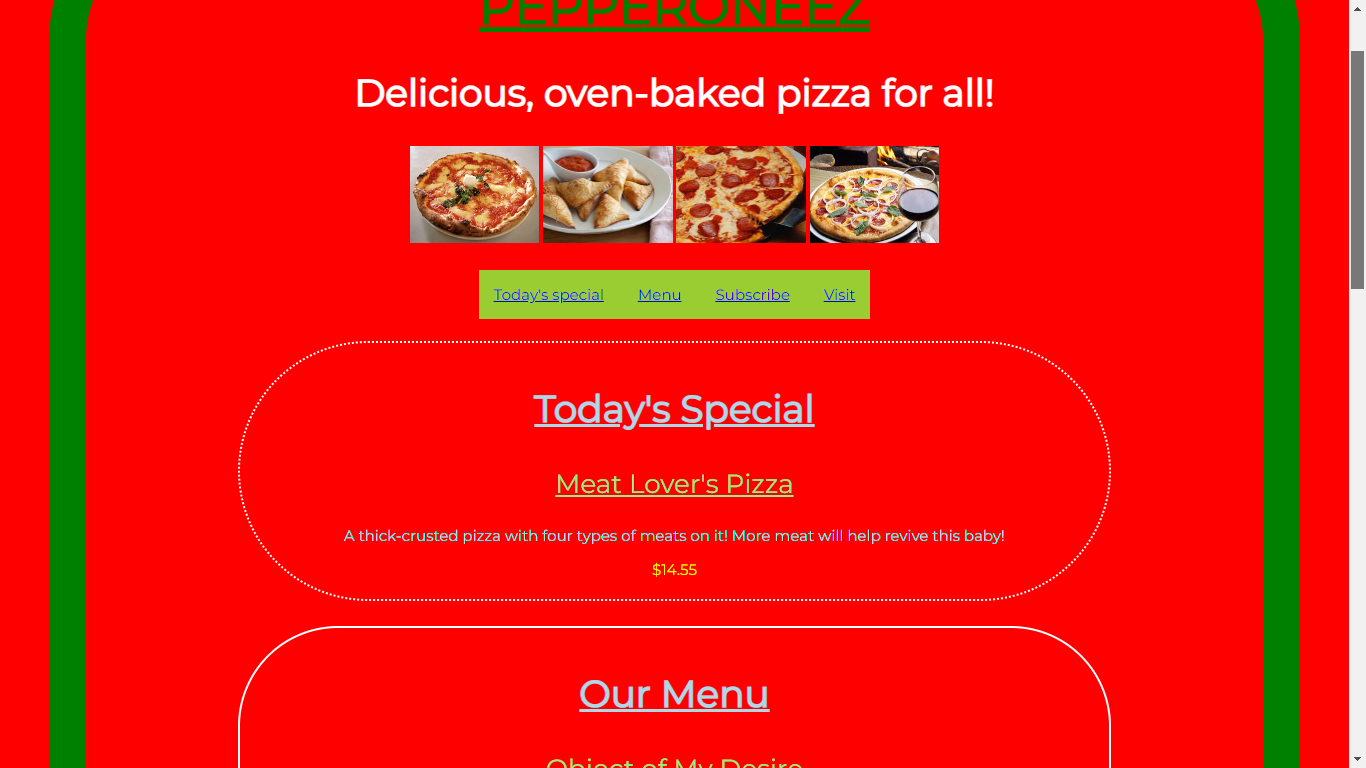 PEPPERONEEZ
Delicious, oven-baked pizza for all!
Today's special Menu Subscribe Visit
Today's Special
Meat Lover's Pizza
A thick-crusted pizza with four types of meats on it! More meat will help revive this baby!
$14.55
Our Menu
Object of My Desire